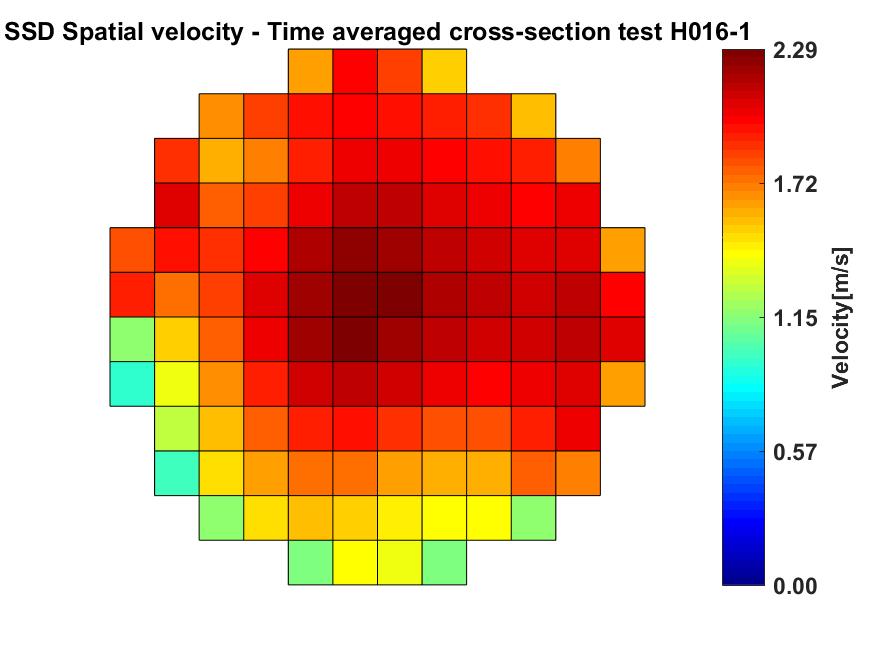 SSD Spatial velocity - Time averaged cross-section test H016-1
2.29
1.72
1.15
0.57
0.00
Velocity[m/s]